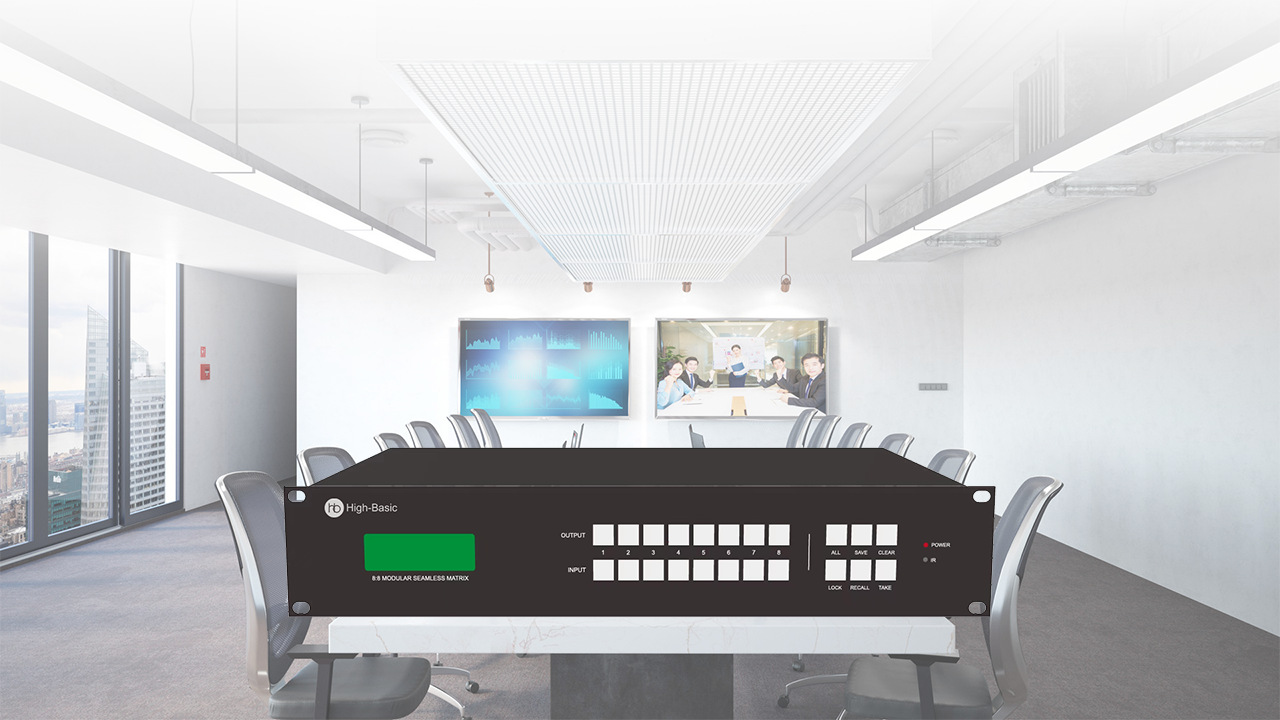 hb High-Basic
8:8 MODULAR SEAMLESS MATRIX
OUTPUT
1 2 3 4 5 6 7 8
INPUT
ALL SAVE CLEAR
LOCK RECALL TAKE
POWER
IR